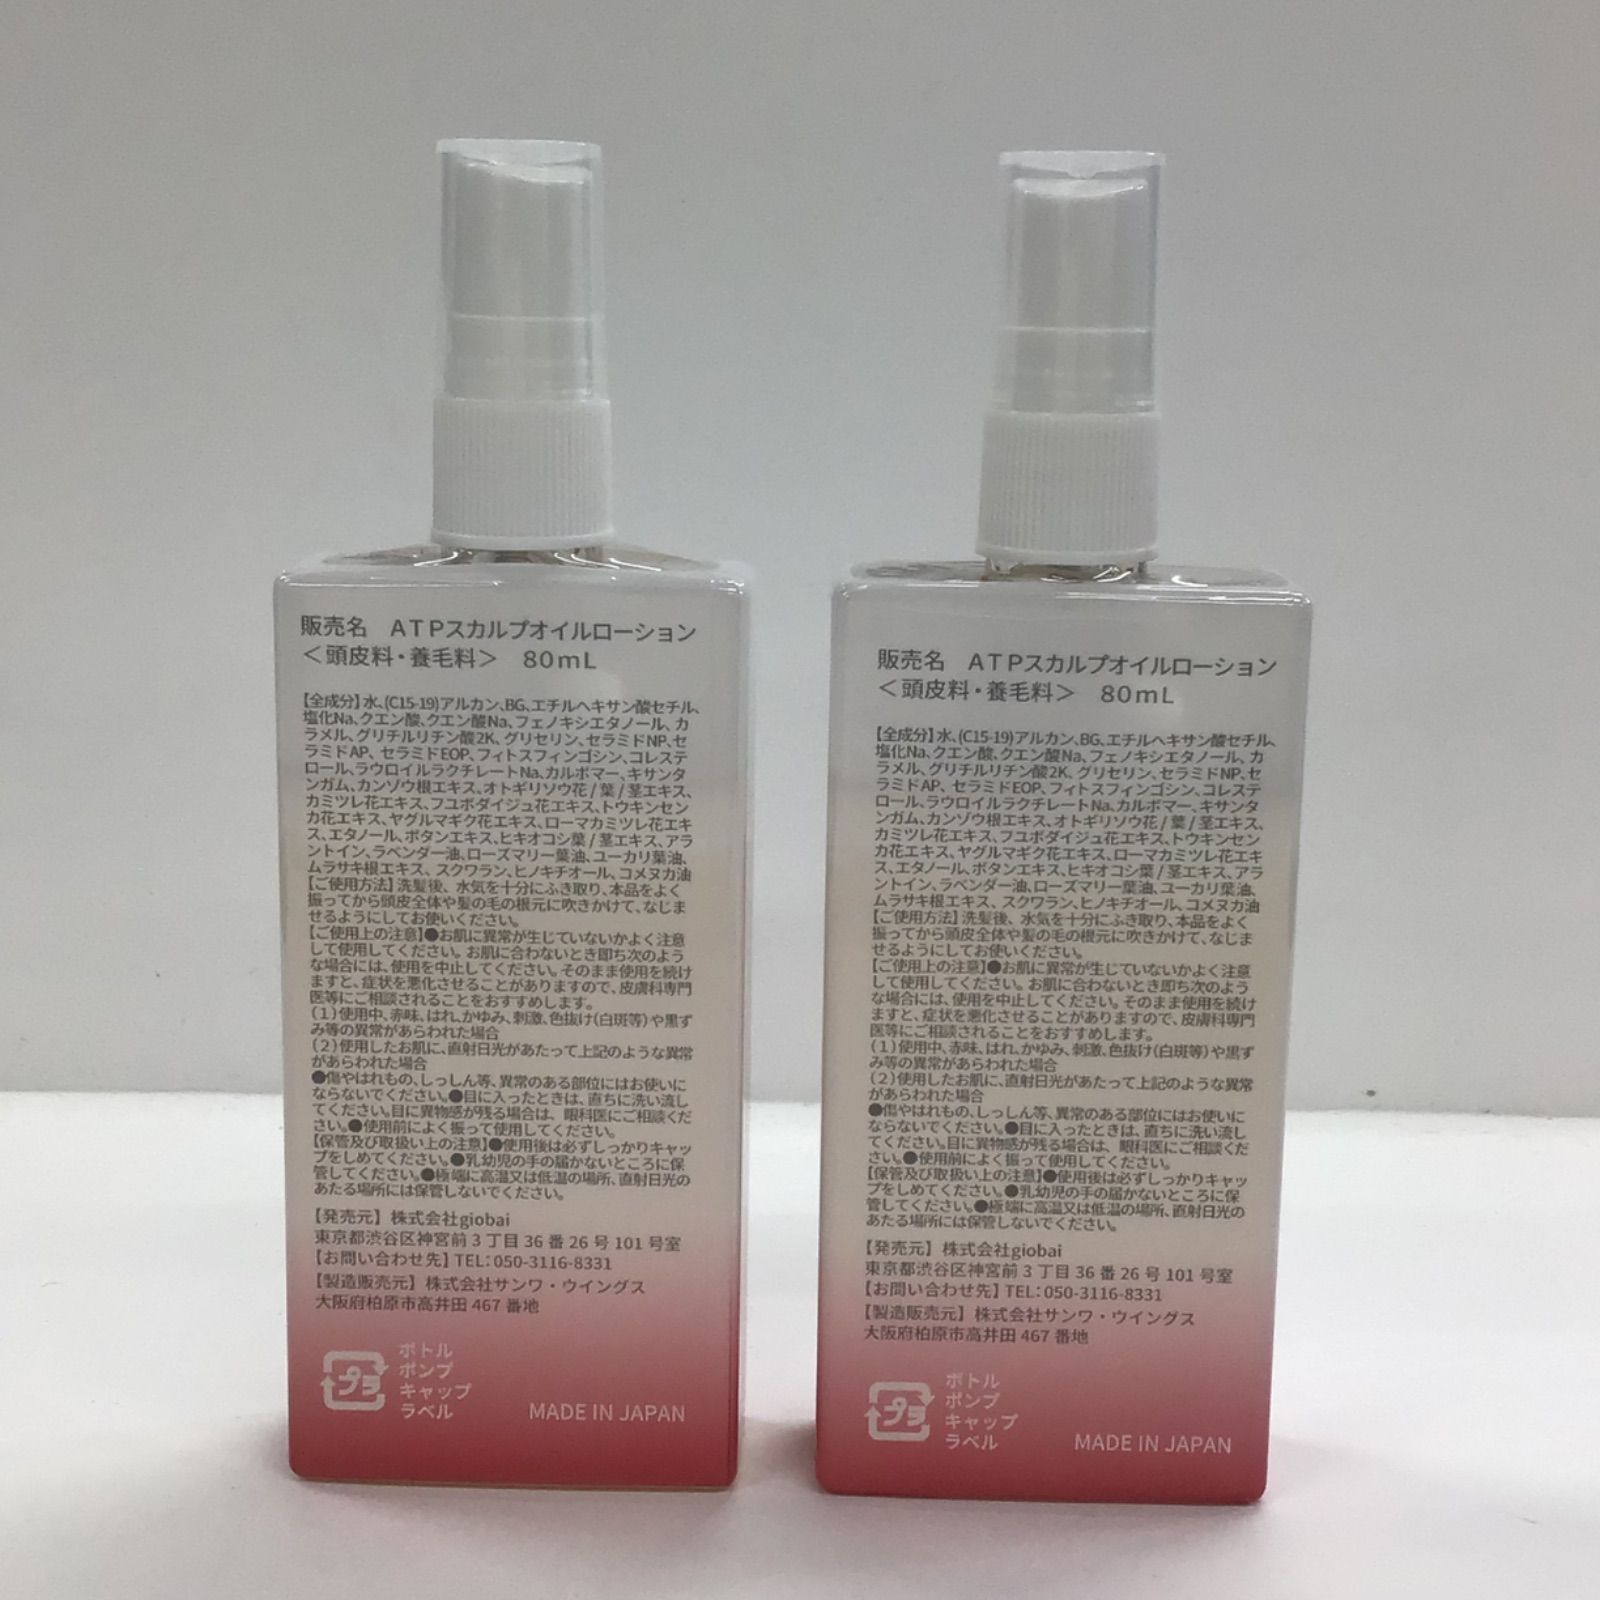 販売名　ATPスカルプオイルローション
＜頭皮料・養毛料＞　80mL
【全成分】水、(C15-19)アルカン、BG、エチルヘキサン酸セチル、
塩化Na、クエン酸、クエン酸Na、フェノキシエタノール、カ
ラメル、グリチルリチン酸2K、グリセリン、セラミドNP、セ
ラミドAP、セラミドEOP、フィトスフィンゴシン、コレステ
ロール、ラウロイルラクチレートNa、カルボマー、キサンタ
ンガム、カンゾウ根エキス、オトギリソウ花/葉/茎エキス、
カミツレ花エキス、フユボダイジュ花エキス、トウキンセン
カ花エキス、ヤグルマギク花エキス、ローマカミツレ花エキ
ス、エタノール、ボタンエキス、ヒキオコシ葉/茎エキス、アラ
ントイン、ラベンダー油、ローズマリー葉油、ユーカリ葉油、
ムラサキ根エキス、スクワラン、ヒノキチオール、コメヌカ油
【ご使用方法】洗髪後、水気を十分にふき取り、本品をよく
振ってから頭皮全体や髪の毛の根元に吹きかけて、なじま
せるようにしてお使いください。
【ご使用上の注意】●お肌に異常が生じていないかよく注意
して使用してください。お肌に合わないとき即ち次のよう
な場合には、使用を中止してください。そのまま使用を続け
ますと、症状を悪化させることがありますので、皮膚科専門
医等にご相談されることをおすすめします。
(1)使用中、赤味、はれ、かゆみ、刺激、色抜け(白斑等)や黒ず
み等の異常があらわれた場合
(2)使用したお肌に、直射日光があたって上記のような異常
があらわれた場合
●傷やはれもの、しっしん等、異常のある部位にはお使いに
ならないでください。●目に入ったときは、直ちに洗い流し
てください。目に異物感が残る場合は、眼科医にご相談くだ
さい。●使用前によく振って使用してください。
【保管及び取扱い上の注意】●使用後は必ずしっかりキャッ
プをしめてください。●乳幼児の手の届かないところに保
管してください。●極端に高温又は低温の場所、直射日光の
あたる場所には保管しないでください。
【発売元】株式会社giobai
東京都渋谷区神宮前3丁目36番26号101号室
【お問い合わせ先】TEL：050-3116-8331
【製造販売元】株式会社サンワ・ウイングス
大阪府柏原市高井田467番地
プラ
ボトル
ポンプ
キャップ
ラベル
MADE IN JAPAN
販売名　ATPスカルプオイルローション
＜頭皮料・養毛料＞　80mL
【全成分】水、(C15-19)アルカン、BG、エチルヘキサン酸セチル、
塩化Na、クエン酸、クエン酸Na、フェノキシエタノール、カ
ラメル、グリチルリチン酸2K、グリセリン、セラミドNP、セ
ラミドAP、セラミドEOP、フィトスフィンゴシン、コレステ
ロール、ラウロイルラクチレートNa、カルボマー、キサンタ
ンガム、カンゾウ根エキス、オトギリソウ花/葉/茎エキス、
カミツレ花エキス、フユボダイジュ花エキス、トウキンセン
カ花エキス、ヤグルマギク花エキス、ローマカミツレ花エキ
ス、エタノール、ボタンエキス、ヒキオコシ葉/茎エキス、アラ
ントイン、ラベンダー油、ローズマリー葉油、ユーカリ葉油、
ムラサキ根エキス、スクワラン、ヒノキチオール、コメヌカ油
【ご使用方法】洗髪後、水気を十分にふき取り、本品をよく
振ってから頭皮全体や髪の毛の根元に吹きかけて、なじま
せるようにしてお使いください。
【ご使用上の注意】●お肌に異常が生じていないかよく注意
して使用してください。お肌に合わないとき即ち次のよう
な場合には、使用を中止してください。そのまま使用を続け
ますと、症状を悪化させることがありますので、皮膚科専門
医等にご相談されることをおすすめします。
(1)使用中、赤味、はれ、かゆみ、刺激、色抜け(白斑等)や黒ず
み等の異常があらわれた場合
(2)使用したお肌に、直射日光があたって上記のような異常
があらわれた場合
●傷やはれもの、しっしん等、異常のある部位にはお使いに
ならないでください。●目に入ったときは、直ちに洗い流し
てください。目に異物感が残る場合は、眼科医にご相談くだ
さい。●使用前によく振って使用してください。
【保管及び取扱い上の注意】●使用後は必ずしっかりキャッ
プをしめてください。●乳幼児の手の届かないところに保
管してください。●極端に高温又は低温の場所、直射日光の
あたる場所には保管しないでください。
【発売元】株式会社giobai
東京都渋谷区神宮前3丁目36番26号101号室
【お問い合わせ先】TEL：050-3116-8331
【製造販売元】株式会社サンワ・ウイングス
大阪府柏原市高井田467番地
プラ
ボトル
ポンプ
キャップ
ラベル
MADE IN JAPAN